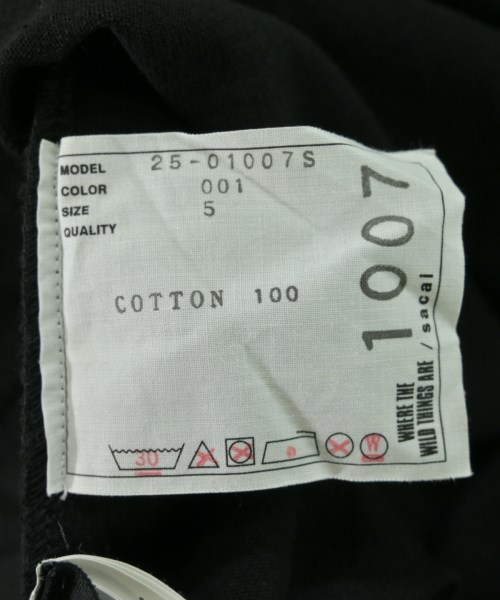 MODEL 25-01007S
COLOR 001
SIZE 5
QUALITY
COTTON 100
1007
WHERE THE
WILD THINGS ARE / sacai
30
W